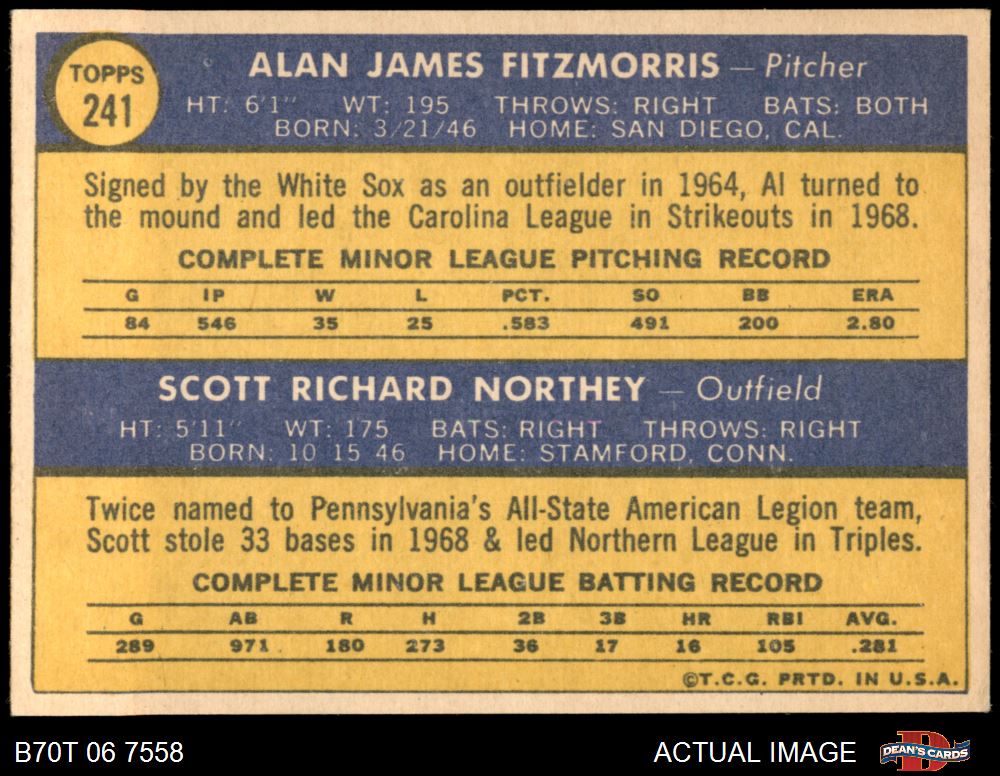 TOPPS
241
ALAN JAMES FITZMORRIS — Pitcher
HT: 6'1" WT: 195 THROWS: RIGHT BATS: BOTH
BORN: 3/21/46 HOME: SAN DIEGO, CAL.
Signed by the White Sox as an outfielder in 1964, Al turned to
the mound and led the Carolina League in Strikeouts in 1968.
COMPLETE MINOR LEAGUE PITCHING RECORD
G IP W L PCT. SO BB ERA
84 546 35 25 .583 491 200 2.80
SCOTT RICHARD NORTHEY — Outfield
HT: 5'11" WT: 175 BATS: RIGHT THROWS: RIGHT
BORN: 10 15 46 HOME: STAMFORD, CONN.
Twice named to Pennsylvania's All-State American Legion team,
Scott stole 33 bases in 1968 & led Northern League in Triples.
COMPLETE MINOR LEAGUE BATTING RECORD
G AB R H 2B 3B HR RBI AVG.
289 971 180 273 36 17 16 105 .281
©T.C.G. PRTD. IN U.S.A.
B70T 06 7558 ACTUAL IMAGE D DEAN'S CARDS